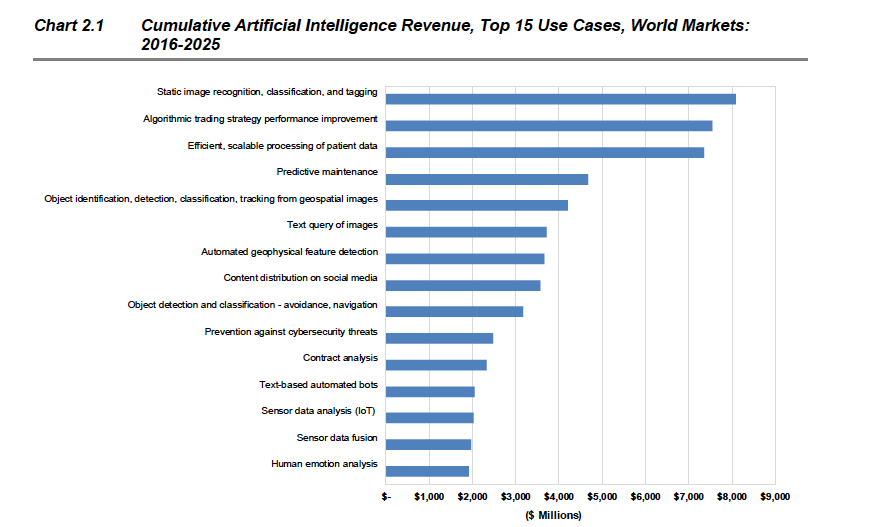 Chart 2.1 Cumulative Artificial Intelligence Revenue, Top 15 Use Cases, World Markets:
2016-2025
Static image recognition, classification, and tagging
Algorithmic trading strategy performance improvement
Efficient, scalable processing of patient data
Predictive maintenance
Object identification, detection, classification, tracking from geospatial images
Text query of images
Automated geophysical feature detection
Content distribution on social media
Object detection and classification - avoidance, navigation
Prevention against cybersecurity threats
Contract analysis
Text-based automated bots
Sensor data analysis (IoT)
Sensor data fusion
Human emotion analysis
$- $1,000 $2,000 $3,000 $4,000 $5,000 $6,000 $7,000 $8,000 $9,000
($ Millions)